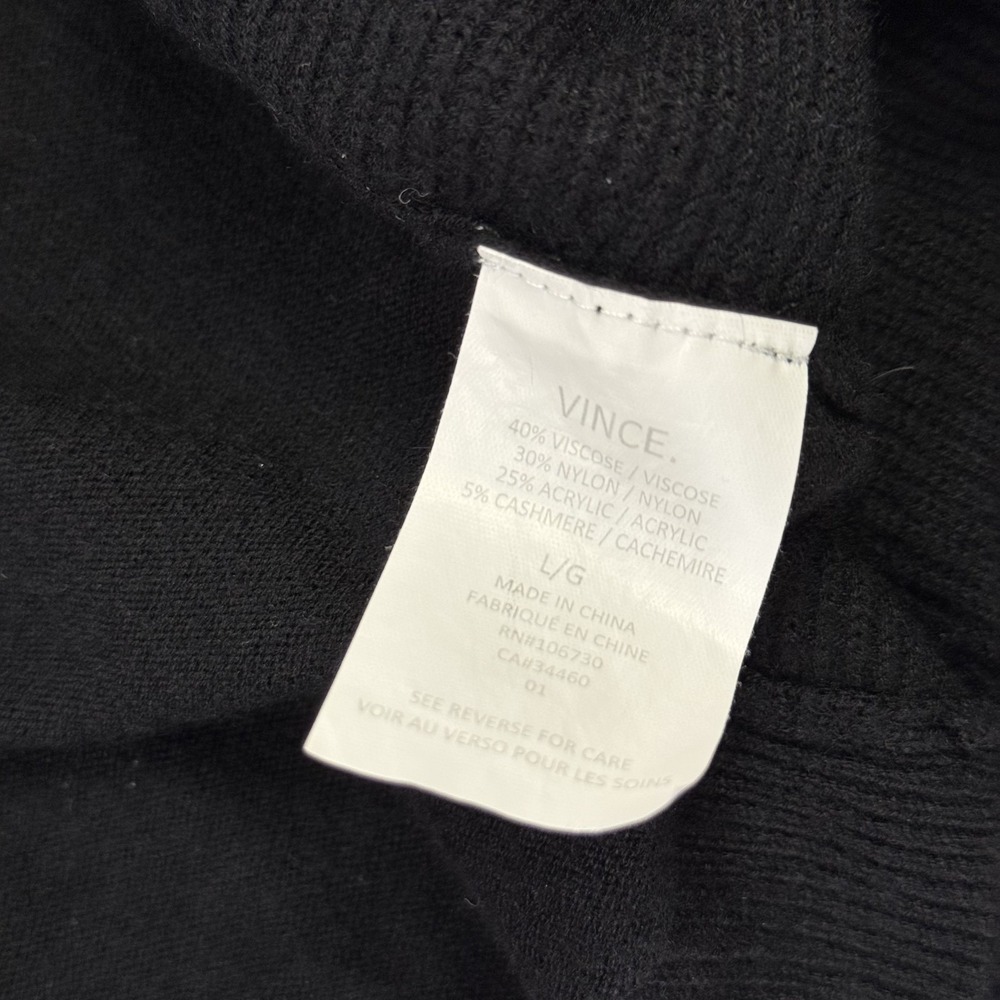 VINCE.
40% VISCOSE / VISCOSE
30% NYLON / NYLON
25% ACRYLIC / ACRYLIC
5% CASHMERE / CACHEMIRE
L/G
MADE IN CHINA
FABRIQUÉ EN CHINE
RN#106730
CA#34460
01
SEE REVERSE FOR CARE
VOIR AU VERSO POUR LES SOINS